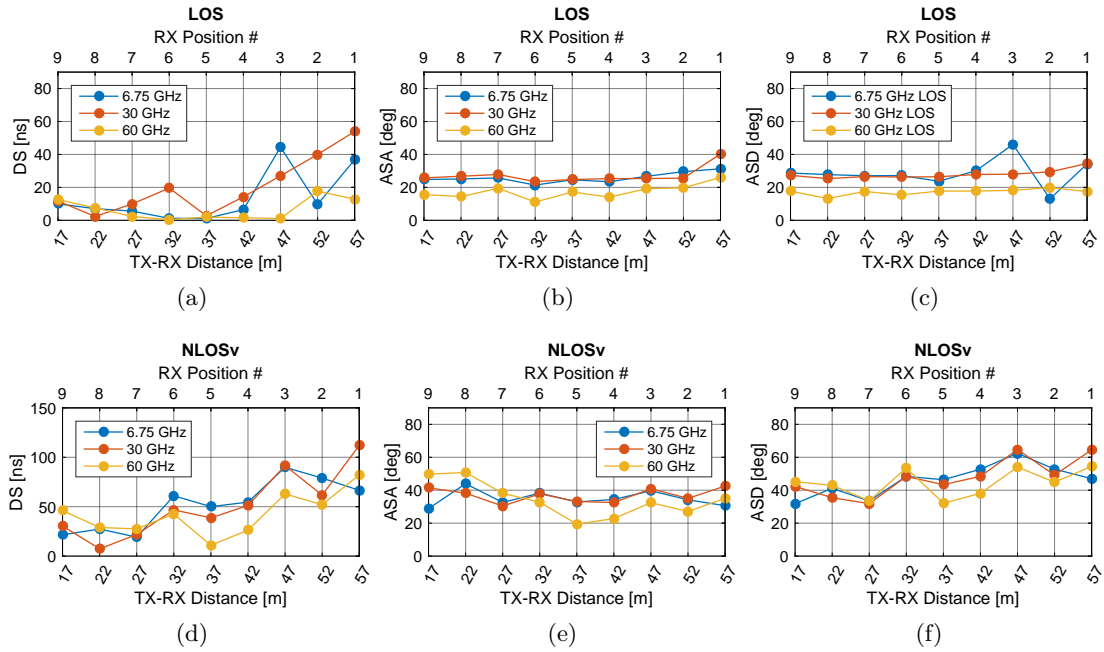 LOS
RX Position #
9 8 7 6 5 4 3 2 1
DS [ns]
80
60
40
20
0
6.75 GHz
30 GHz
60 GHz
17 22 27 32 37 42 47 52 57
TX-RX Distance [m]
(a)
LOS
RX Position #
9 8 7 6 5 4 3 2 1
ASA [deg]
80
60
40
20
0
6.75 GHz
30 GHz
60 GHz
17 22 27 32 37 42 47 52 57
TX-RX Distance [m]
(b)
LOS
RX Position #
9 8 7 6 5 4 3 2 1
ASD [deg]
80
60
40
20
0
6.75 GHz LOS
30 GHz LOS
60 GHz LOS
17 22 27 32 37 42 47 52 57
TX-RX Distance [m]
(c)
NLOSv
RX Position #
9 8 7 6 5 4 3 2 1
DS [ns]
150
100
50
0
6.75 GHz
30 GHz
60 GHz
17 22 27 32 37 42 47 52 57
TX-RX Distance [m]
(d)
NLOSv
RX Position #
9 8 7 6 5 4 3 2 1
ASA [deg]
80
60
40
20
0
6.75 GHz
30 GHz
60 GHz
17 22 27 32 37 42 47 52 57
TX-RX Distance [m]
(e)
NLOSv
RX Position #
9 8 7 6 5 4 3 2 1
ASD [deg]
80
60
40
20
0
6.75 GHz
30 GHz
60 GHz
17 22 27 32 37 42 47 52 57
TX-RX Distance [m]
(f)